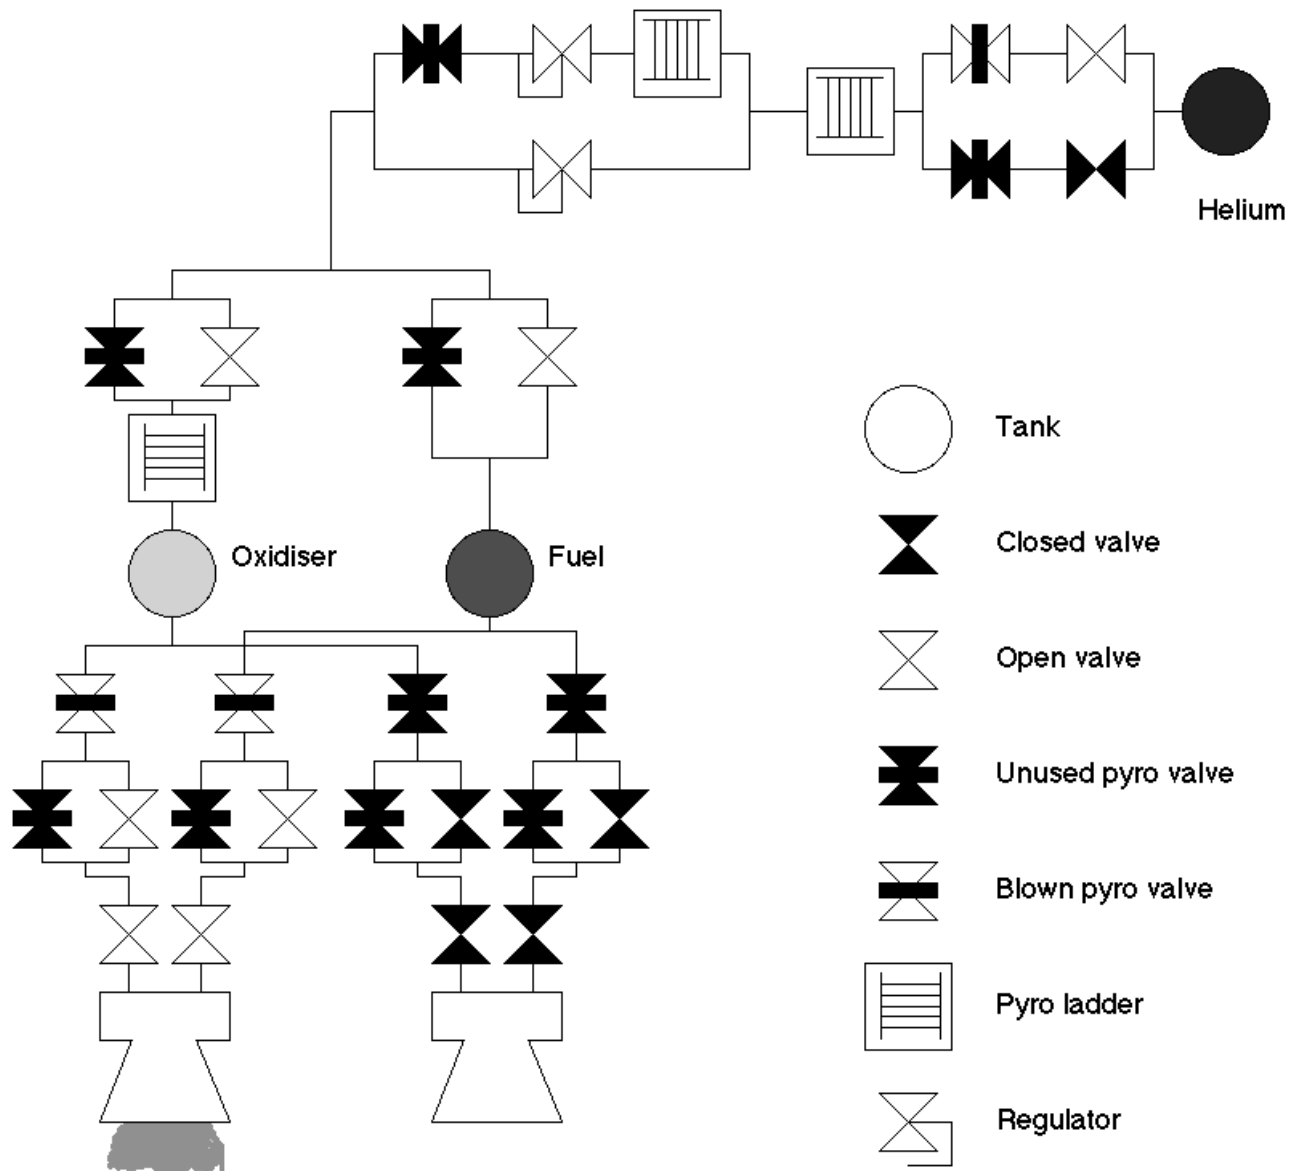 Helium
Oxidiser
Fuel
Tank
Closed valve
Open valve
Unused pyro valve
Blown pyro valve
Pyro ladder
Regulator